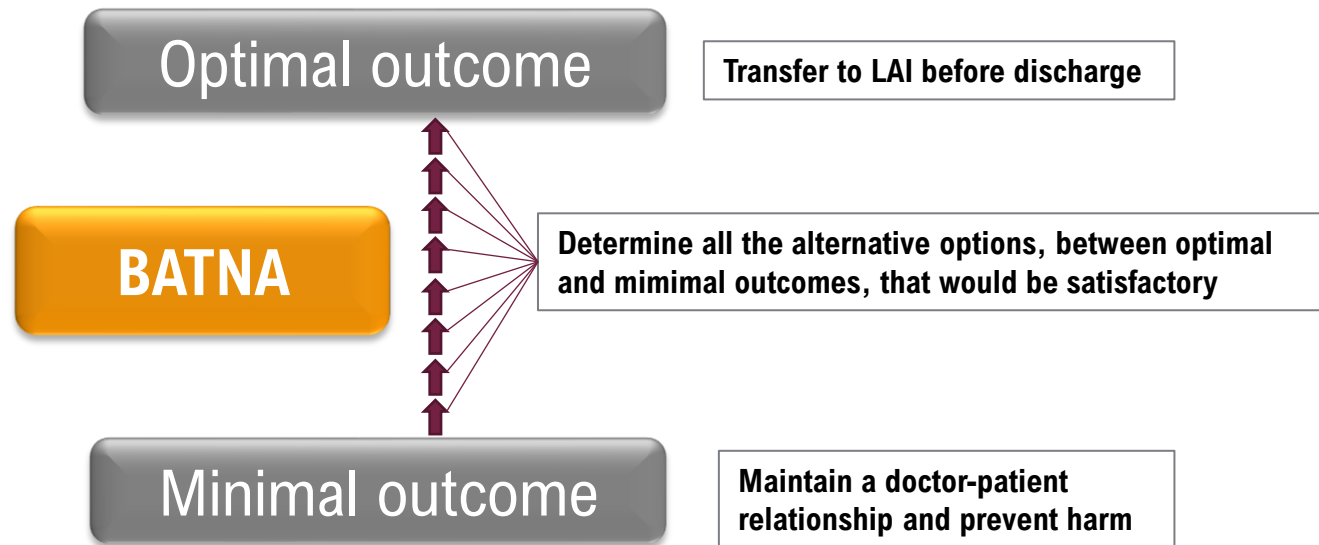 Optimal outcome
Transfer to LAI before discharge
BATNA
Determine all the alternative options, between optimal
and mimimal outcomes, that would be satisfactory
Minimal outcome
Maintain a doctor-patient
relationship and prevent harm